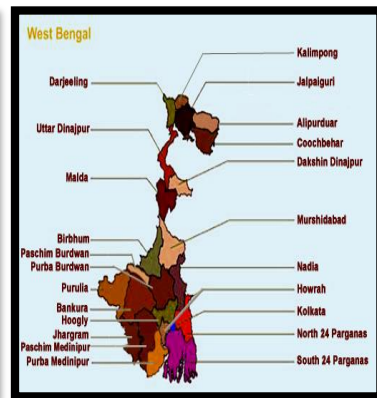 West Bengal
Kalimpong
Darjeeling
Jalpaiguri
Alipurduar
Uttar Dinajpur
Coochbehar
Dakshin Dinajpur
Malda
Murshidabad
Birbhum
Paschim Burdwan
Purba Burdwan
Nadia
Purulia
Howrah
Bankura
Kolkata
Hoogly
Jhargram
North 24 Parganas
Paschim Medinipur
Purba Medinipur
South 24 Parganas